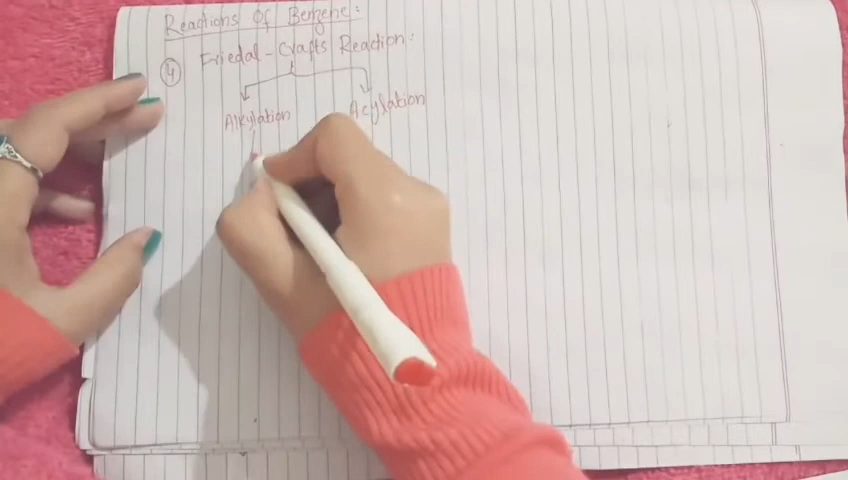 Reactions Of Benzene:
4 Friedal-Crafts Reaction:
Alkylation Acylation